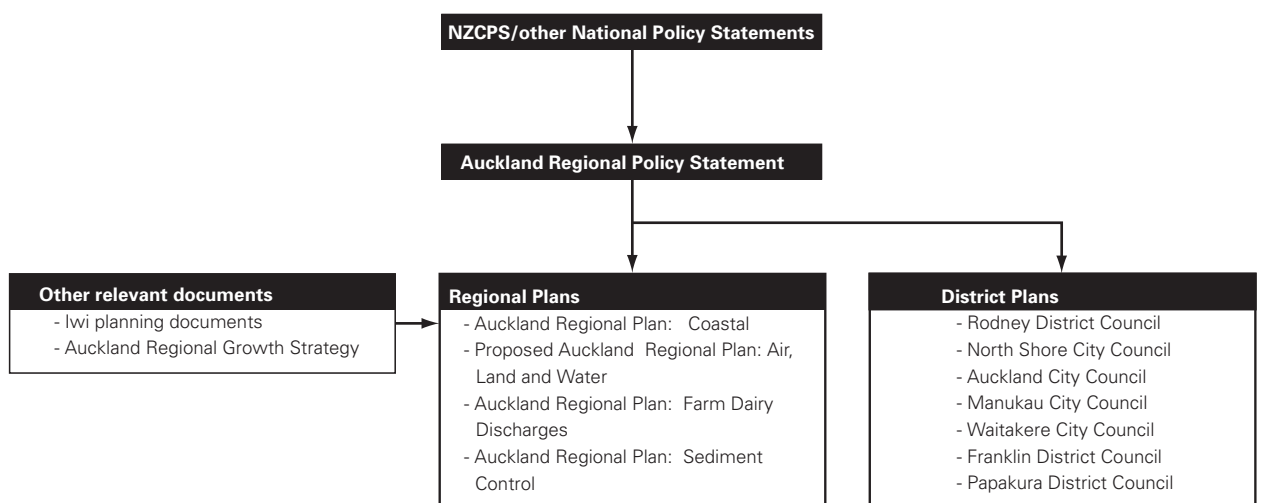 NZCPS/other National Policy Statements
Auckland Regional Policy Statement
Other relevant documents
- Iwi planning documents
- Auckland Regional Growth Strategy
Regional Plans
- Auckland Regional Plan: Coastal
- Proposed Auckland Regional Plan: Air,
Land and Water
- Auckland Regional Plan: Farm Dairy
Discharges
- Auckland Regional Plan: Sediment
Control
District Plans
- Rodney District Council
- North Shore City Council
- Auckland City Council
- Manukau City Council
- Waitakere City Council
- Franklin District Council
- Papakura District Council